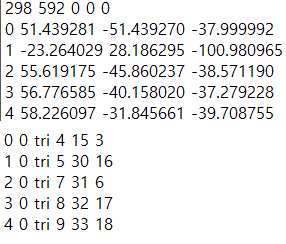 298 592 0 0 0
0 51.439281 -51.439270 -37.999992
1 -23.264029 28.186295 -100.980965
2 55.619175 -45.860237 -38.571190
3 56.776585 -40.158020 -37.279228
4 58.226097 -31.845661 -39.708755
0 0 tri 4 15 3
1 0 tri 5 30 16
2 0 tri 7 31 6
3 0 tri 8 32 17
4 0 tri 9 33 18